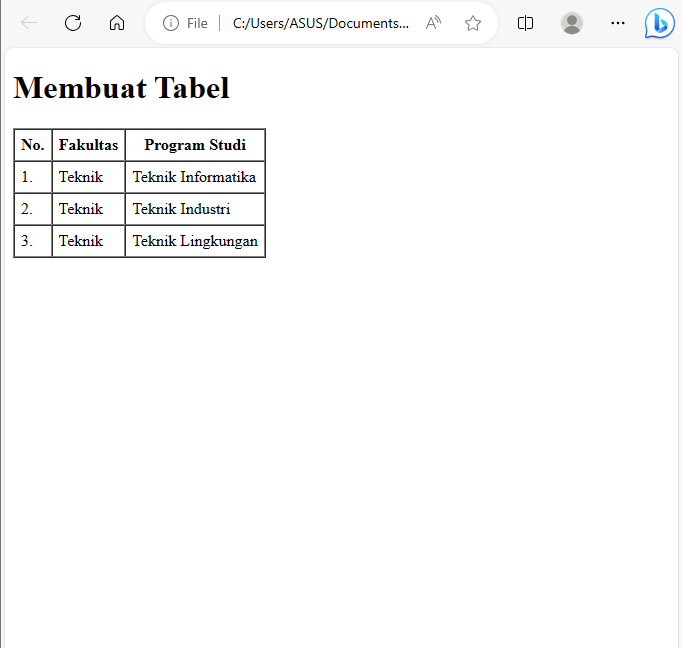 File C:/Users/ASUS/Documents...
Membuat Tabel
No. Fakultas Program Studi
1. Teknik Teknik Informatika
2. Teknik Teknik Industri
3. Teknik Teknik Lingkungan